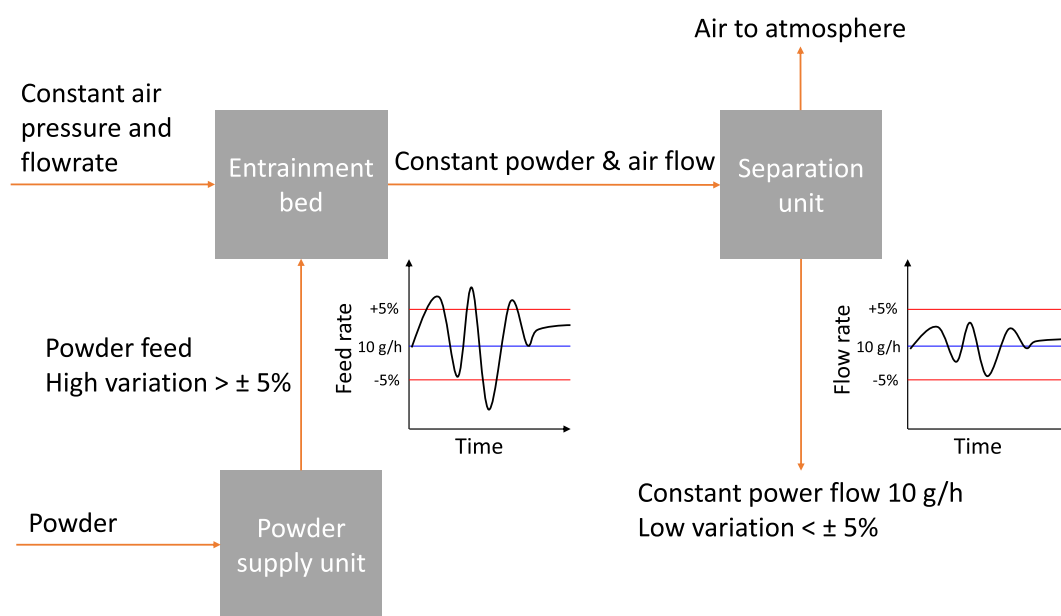 Air to atmosphere
Constant air
pressure and
flowrate
Entrainment
bed
Constant powder & air flow
Separation
unit
Powder feed
High variation > ± 5%
Feed rate
+5%
10 g/h
-5%
Time
Flow rate
+5%
10 g/h
-5%
Time
Powder
Powder
supply unit
Constant power flow 10 g/h
Low variation < ± 5%